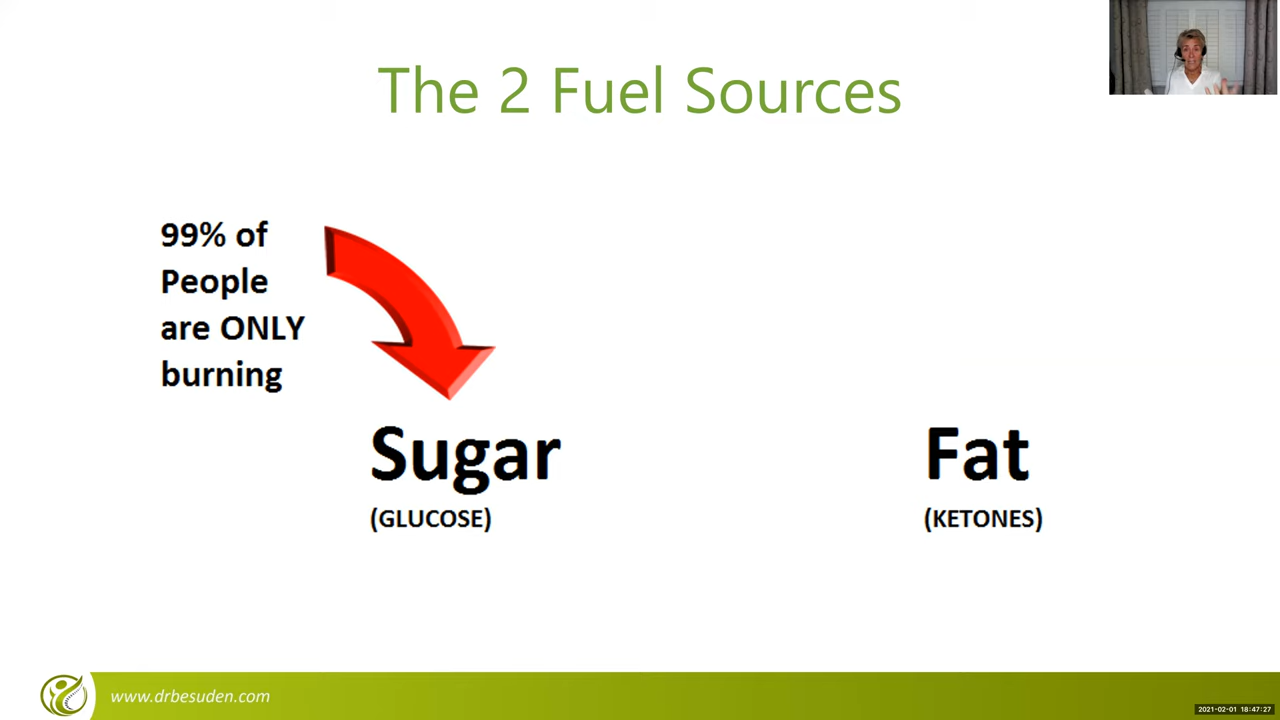 The 2 Fuel Sources
99% of
People
are ONLY
burning
Sugar
(GLUCOSE)
Fat
(KETONES)
www.drbesuden.com
2021-02-01 18:47:27